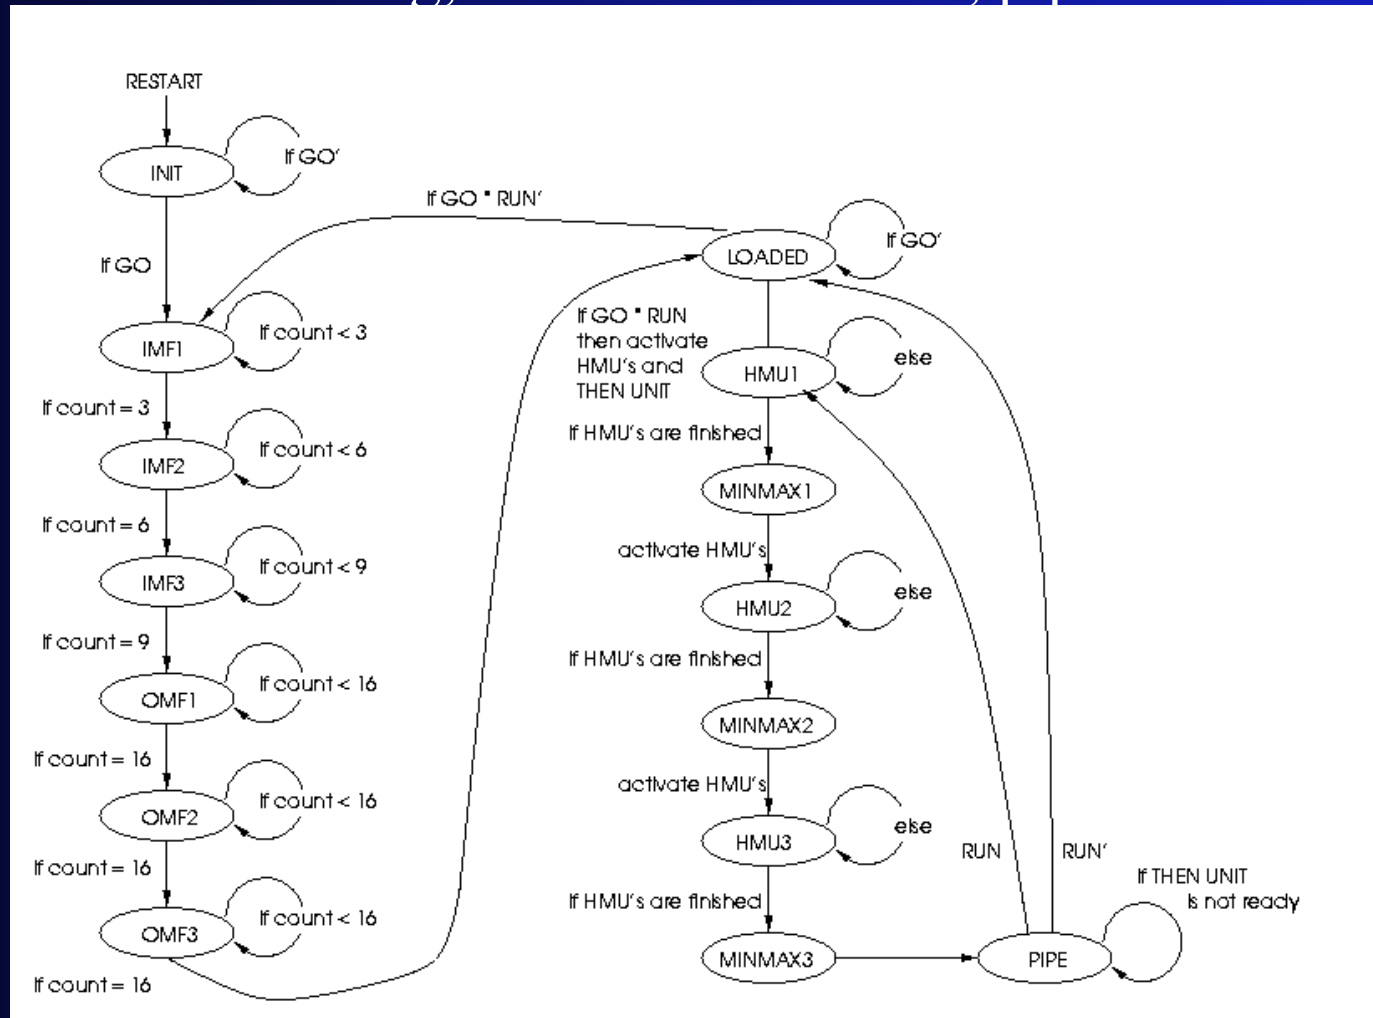 RESTART
INIT
If GO'
If GO
IMF1
If count < 3
If count = 3
IMF2
If count < 6
If count = 6
IMF3
If count < 9
If count = 9
OMF1
If count < 16
If count = 16
OMF2
If count < 16
If count = 16
OMF3
If count < 16
If count = 16
If GO * RUN'
LOADED
If GO'
If GO * RUN
then activate
HMU's and
THEN UNIT
HMU1
else
If HMU's are finished
MINMAX1
activate HMU's
HMU2
else
If HMU's are finished
MINMAX2
activate HMU's
HMU3
else
If HMU's are finished
MINMAX3
RUN
RUN'
PIPE
If THEN UNIT
is not ready